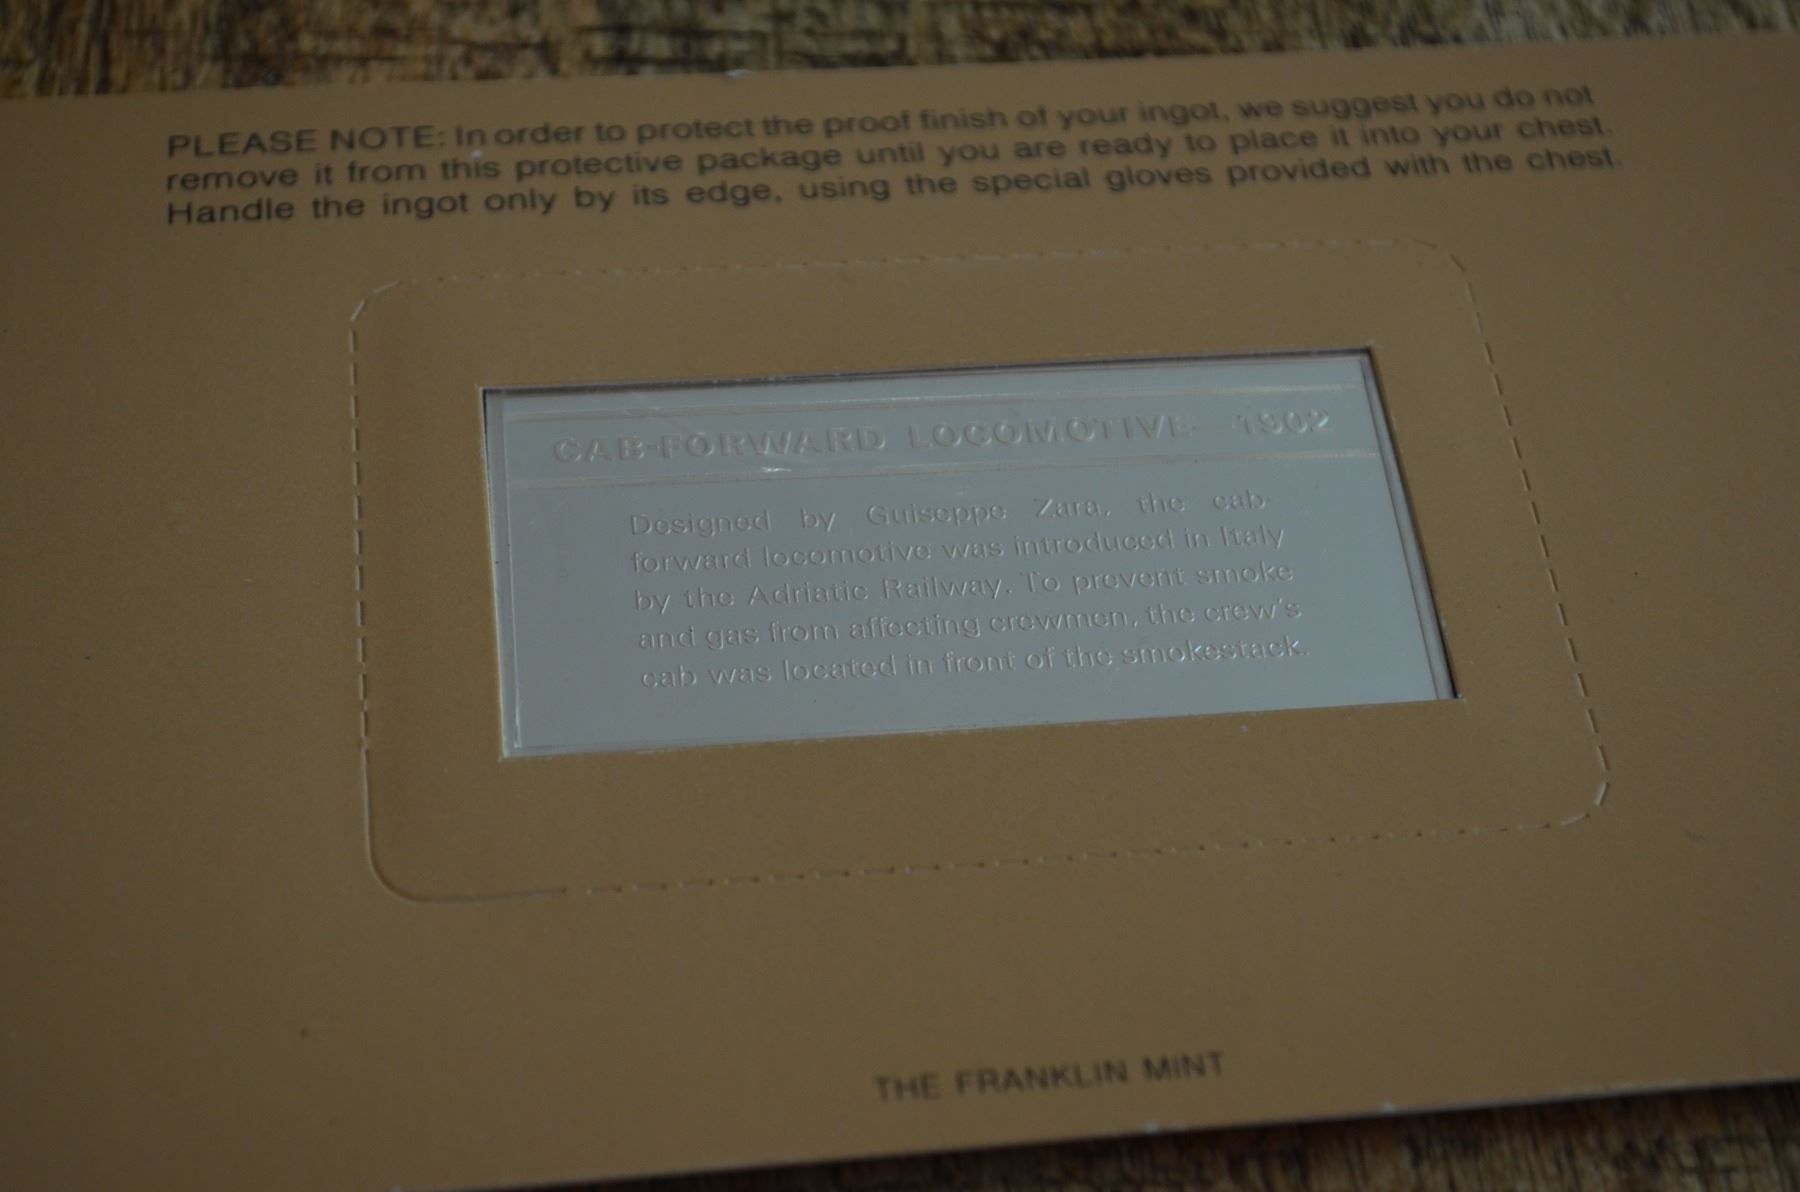 PLEASE NOTE: In order to protect the proof finish of your ingot, we suggest you do not
remove it from this protective package until you are ready to place it into your chest.
Handle the ingot only by its edge, using the special gloves provided with the chest.
CAB-FORWARD LOCOMOTIVE—1902
Designed by Guiseppe Zara, the cab-
forward locomotive was introduced in Italy
by the Adriatic Railway. To prevent smoke
and gas from affecting crewmen, the crew's
cab was located in front of the smokestack.
THE FRANKLIN MINT